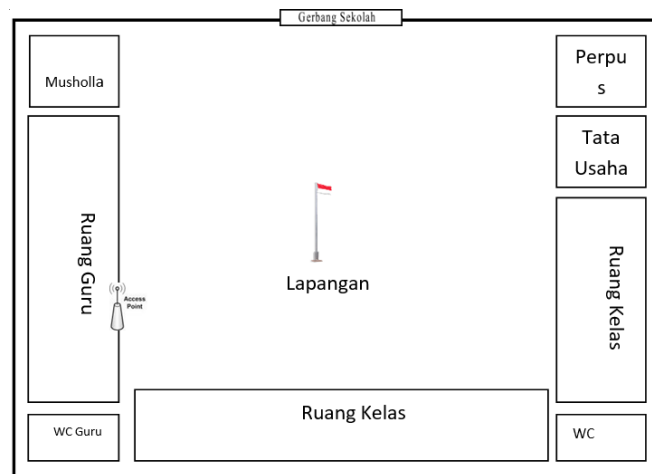 Gerbang Sekolah
Musholla
Perpu
s
Tata
Usaha
Ruang Guru
Access
Point
Lapangan
Ruang Kelas
Ruang Kelas
WC Guru
WC